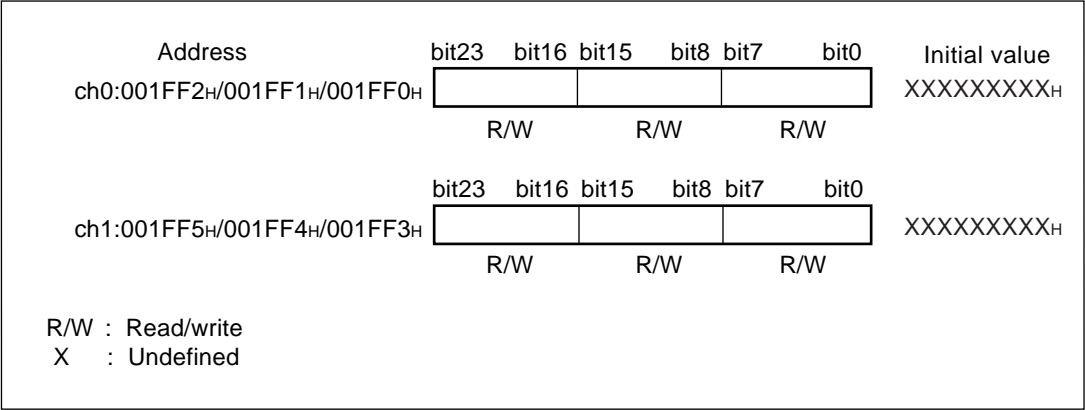 Address bit23 bit16 bit15 bit8 bit7 bit0 Initial value
ch0:001FF2H/001FF1H/001FF0H XXXXXXXXXH
R/W R/W R/W
bit23 bit16 bit15 bit8 bit7 bit0
ch1:001FF5H/001FF4H/001FF3H XXXXXXXXXH
R/W R/W R/W
R/W : Read/write
X : Undefined